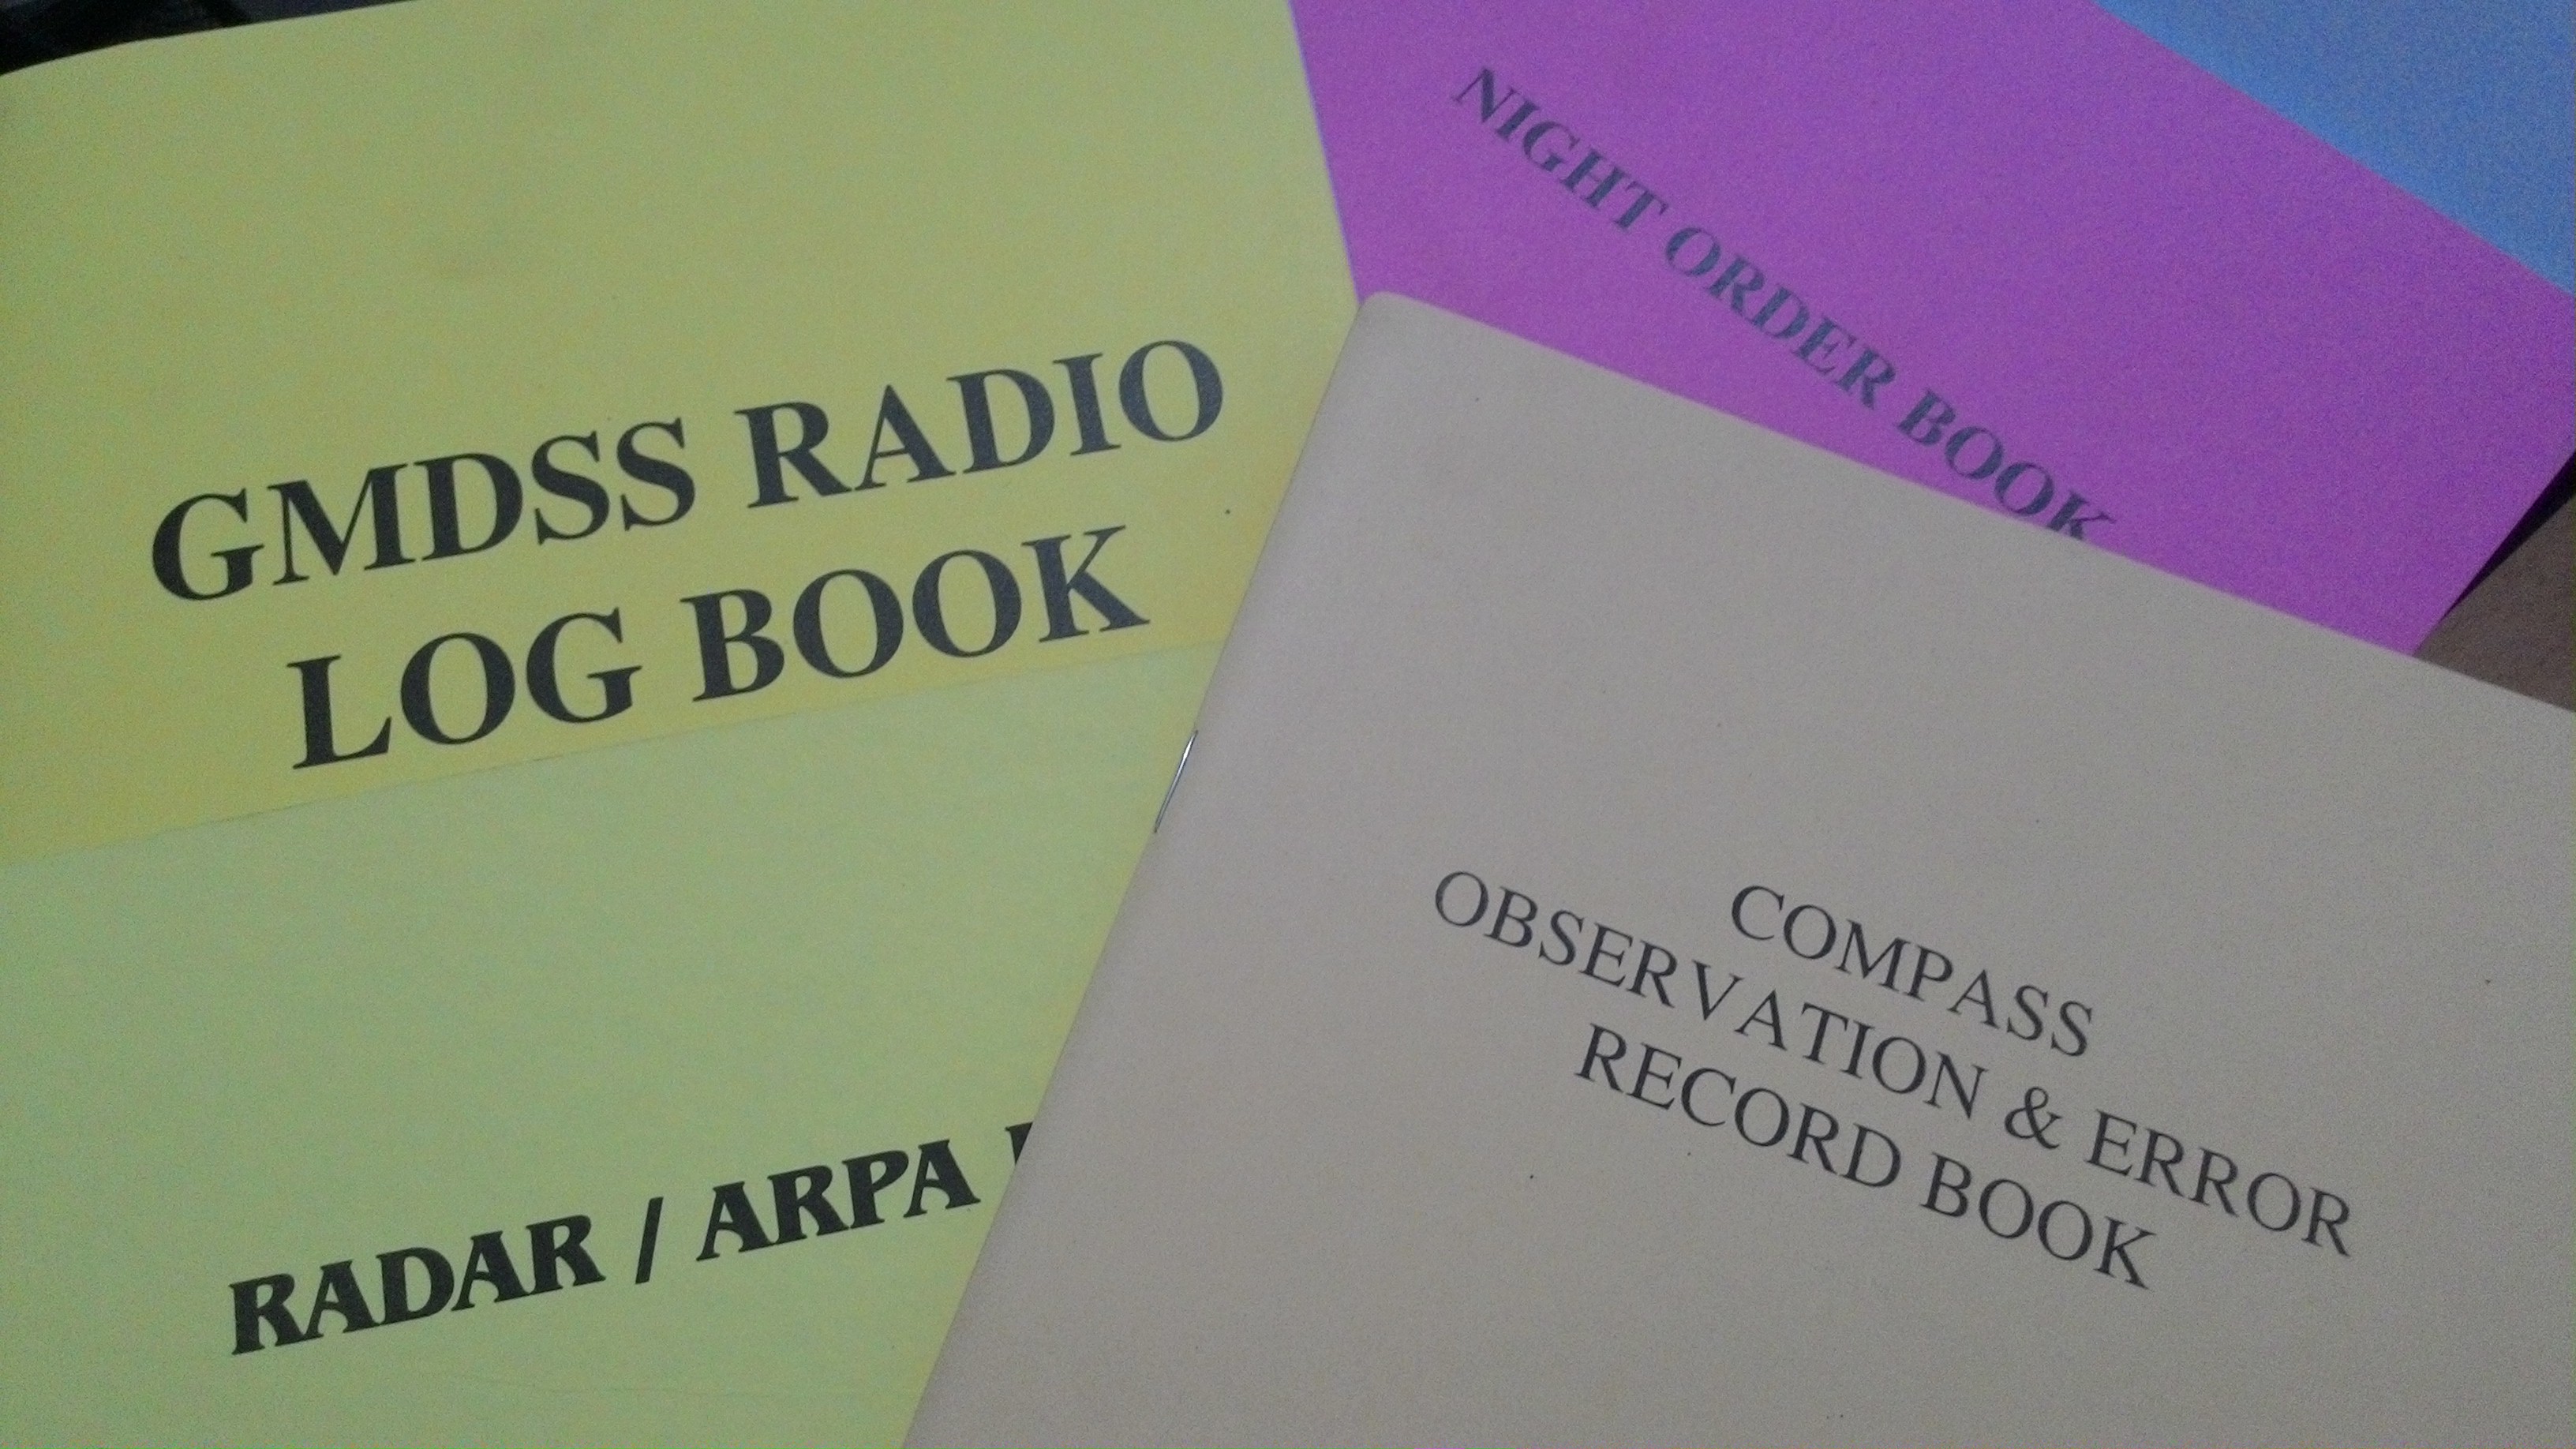 GMDSS RADIO
LOG BOOK
NIGHT ORDER BOOK
RADAR / ARPA
COMPASS
OBSERVATION & ERROR
RECORD BOOK